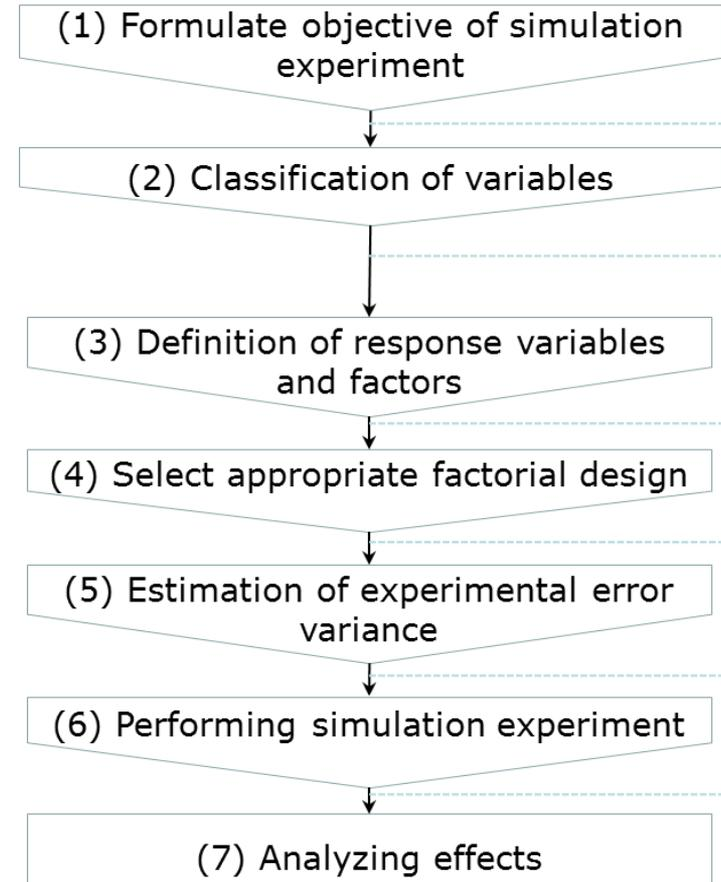 (1) Formulate objective of simulation
experiment
(2) Classification of variables
(3) Definition of response variables
and factors
(4) Select appropriate factorial design
(5) Estimation of experimental error
variance
(6) Performing simulation experiment
(7) Analyzing effects